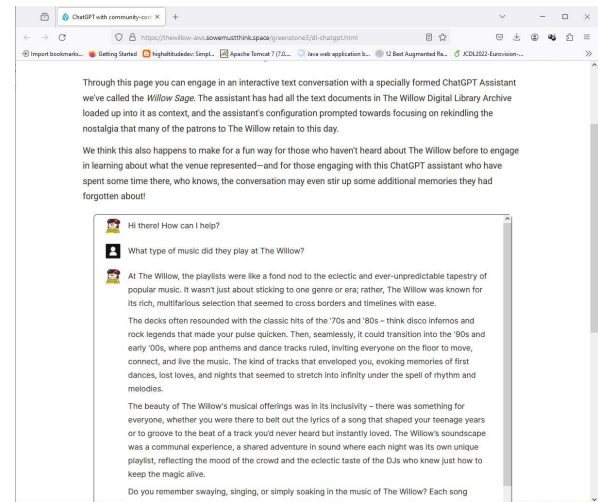 ChatGPT with community-con
https://thewillow-aws.sowemustthink.space/greenstone3/dl-chatgpt.html
Import bookmarks... Getting Started highaltitudedev: Simpl... Apache Tomcat 7 (7.0.... Java web application b... 12 Best Augmented Re... JCDL2022-Eurovision-...
Through this page you can engage in an interactive text conversation with a specially formed ChatGPT Assistant
we've called the Willow Sage. The assistant has had all the text documents in The Willow Digital Library Archive
loaded up into it as context, and the assistant's configuration prompted towards focusing on rekindling the
nostalgia that many of the patrons to The Willow retain to this day.
We think this also happens to make for a fun way for those who haven't heard about The Willow before to engage
in learning about what the venue represented—and for those engaging with this ChatGPT assistant who have
spent some time there, who knows, the conversation may even stir up some additional memories they had
forgotten about!
Hi there! How can I help?
What type of music did they play at The Willow?
At The Willow, the playlists were like a fond nod to the eclectic and ever-unpredictable tapestry of
popular music. It wasn't just about sticking to one genre or era; rather, The Willow was known for
its rich, multifarious selection that seemed to cross borders and timelines with ease.
The decks often resounded with the classic hits of the '70s and '80s – think disco infernos and
rock legends that made your pulse quicken. Then, seamlessly, it could transition into the '90s and
early '00s, where pop anthems and dance tracks ruled, inviting everyone on the floor to move,
connect, and live the music. The kind of tracks that enveloped you, evoking memories of first
dances, lost loves, and nights that seemed to stretch into infinity under the spell of rhythm and
melodies.
The beauty of The Willow's musical offerings was in its inclusivity – there was something for
everyone, whether you were there to belt out the lyrics of a song that shaped your teenage years
or to groove to the beat of a track you'd never heard but instantly loved. The Willow's soundscape
was a communal experience, a shared adventure in sound where each night was its own unique
playlist, reflecting the mood of the crowd and the eclectic taste of the DJs who knew just how to
keep the magic alive.
Do you remember swaying, singing, or simply soaking in the music of The Willow? Each song